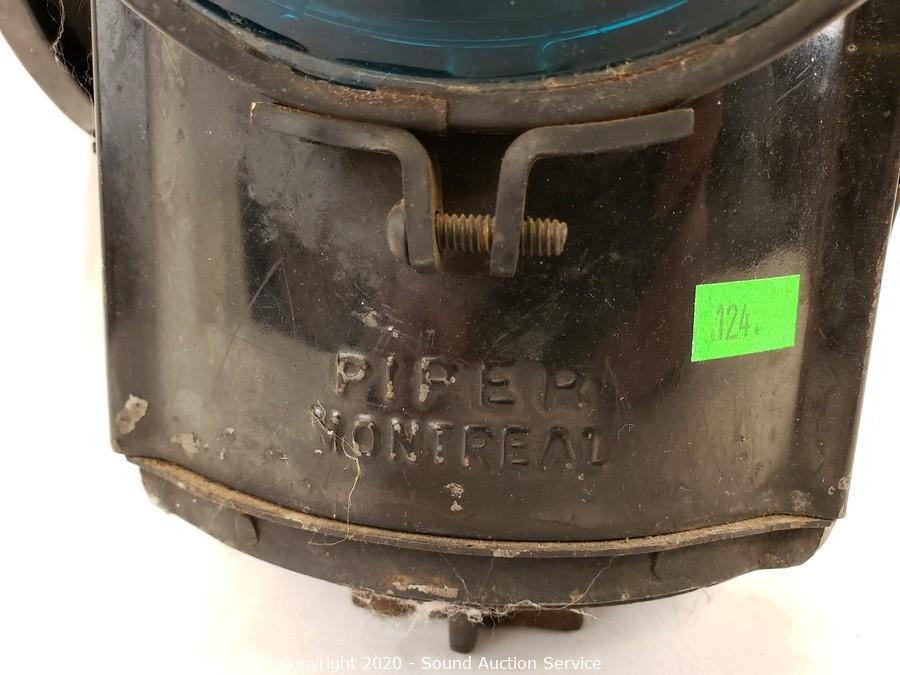 124.
PIPER
MONTREAL
Copyright 2020 - Sound Auction Service